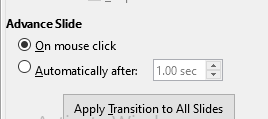 Advance Slide
On mouse click
Automatically after: 1.00 sec
Apply Transition to All Slides